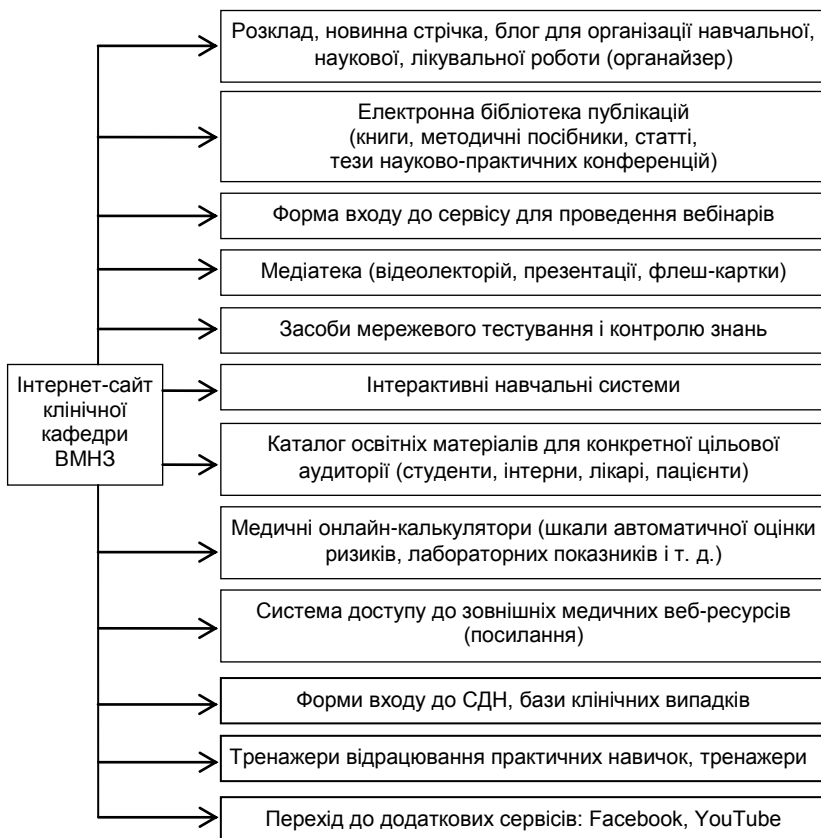 Розклад, новинна стрічка, блог для організації навчальної,
наукової, лікувальної роботи (органайзер)
Електронна бібліотека публікацій
(книги, методичні посібники, статті,
тези науково-практичних конференцій)
Форма входу до сервісу для проведення вебінарів
Медіатека (відеолекторій, презентації, флеш-картки)
Засоби мережевого тестування і контролю знань
Інтернет-сайт
клінічної
кафедри
ВМНЗ
Інтерактивні навчальні системи
Каталог освітніх матеріалів для конкретної цільової
аудиторії (студенти, інтерни, лікарі, пацієнти)
Медичні онлайн-калькулятори (шкали автоматичної оцінки
ризиків, лабораторних показників і т. д.)
Система доступу до зовнішніх медичних веб-ресурсів
(посилання)
Форми входу до СДН, бази клінічних випадків
Тренажери відрацювання практичних навичок, тренажери
Перехід до додаткових сервісів: Facebook, YouTube